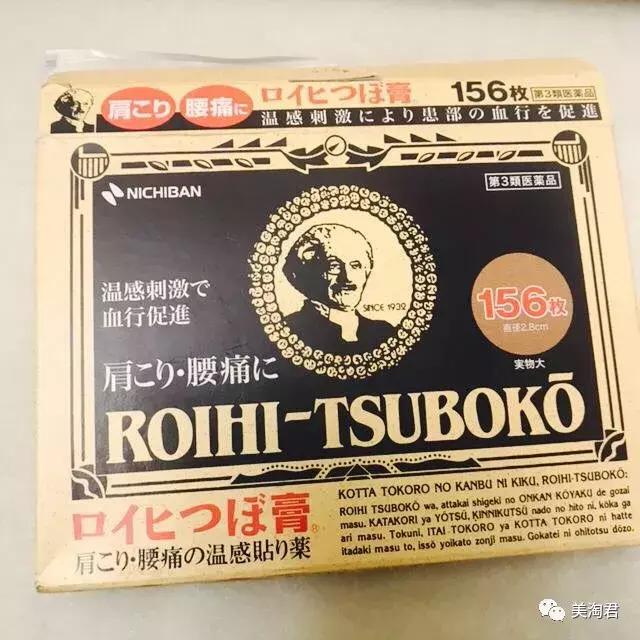 肩こり 腰痛に ロイヒつぼ膏 156枚 第3類医薬品
温感刺激により患部の血行を促進
NICHIBAN
第3類医薬品
SINCE 1932
温感刺激で
血行促進
156枚
直径2.8cm
実物大
肩こり・腰痛に
ROIHI-TSUBOKŌ
ロイヒつぼ膏®
肩こり・腰痛の温感貼り薬
KOTTA TOKORO NO KANBU NI KIKU, ROIHI-TSUBOKŌ:
ROIHI TSUBOKŌ wa, attakai shigeki no ONKAN KŌYAKU de gozai
masu. KATAKORI ya YŌTSŪ, KINNIKUTSŪ nado no hito ni, kōka ga
ari masu. Tokuni, ITAI TOKORO ya KOTTA TOKORO ni hatte
itadaki masu to, issō yoikato zonji masu. Gokatei ni ohitotsu dōzo.
美淘君